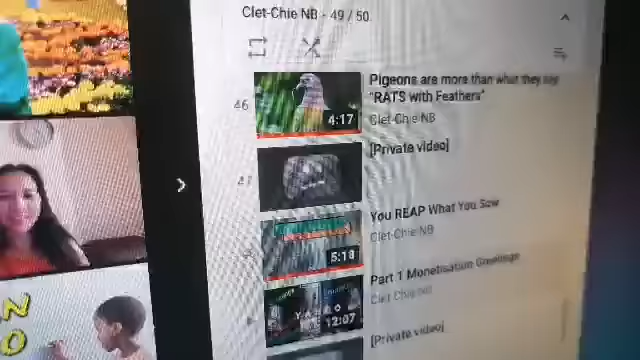 Clet-Chie NB - 49 / 50
46
Pigeons are more than what they say
"RATS with Feathers"
4:17
Clet-Chie NB
47
[Private video]
You REAP What You Sow
Clet-Chie NB
5:18
Part 1 Monetisation Greetings
Clet-Chie NB
12:07
[Private video]
N
O